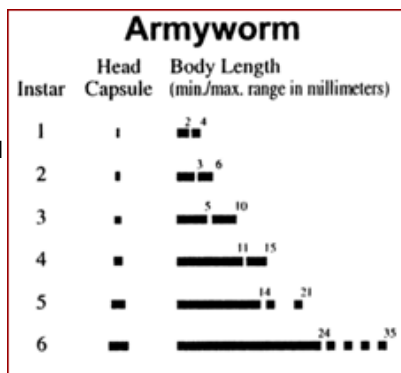 Armyworm
Head Body Length
Instar Capsule (min./max. range in millimeters)
1 2 4
2 3 6
3 5 10
4 11 15
5 14 21
6 24 35